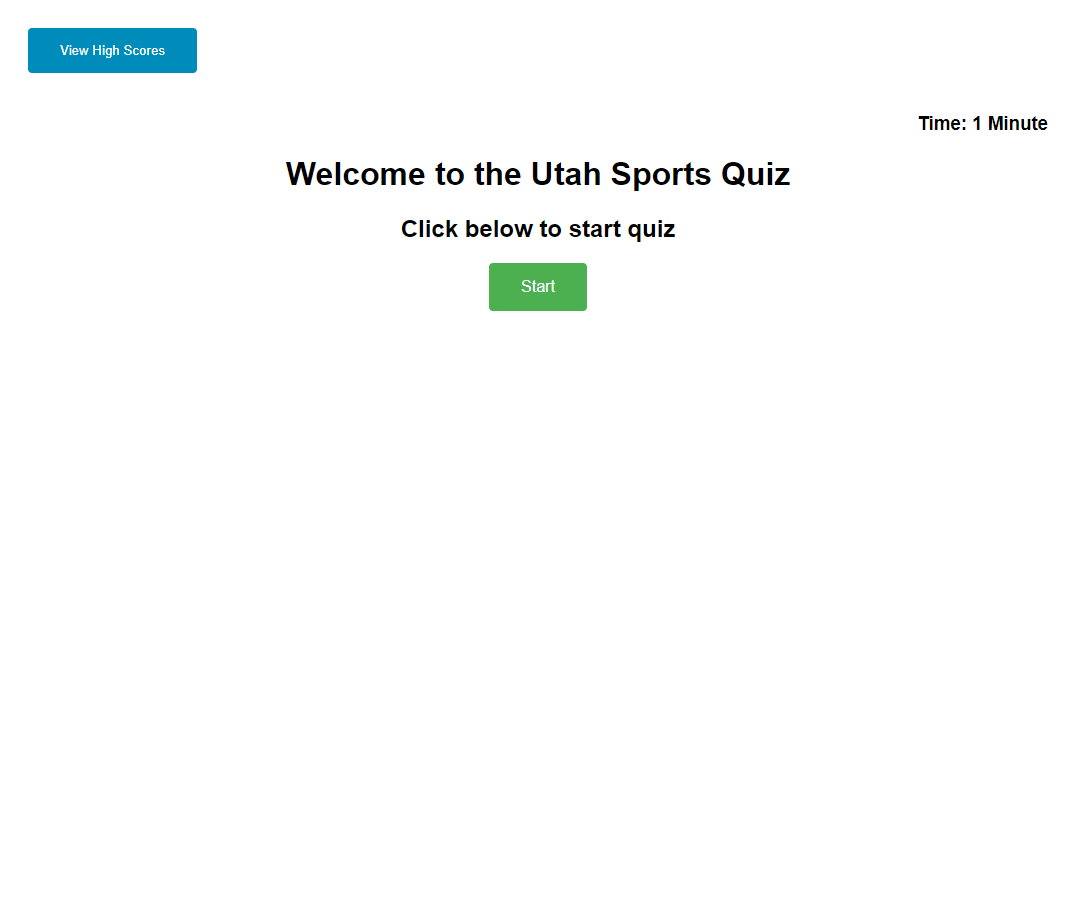 View High Scores
Time: 1 Minute
Welcome to the Utah Sports Quiz
Click below to start quiz
Start